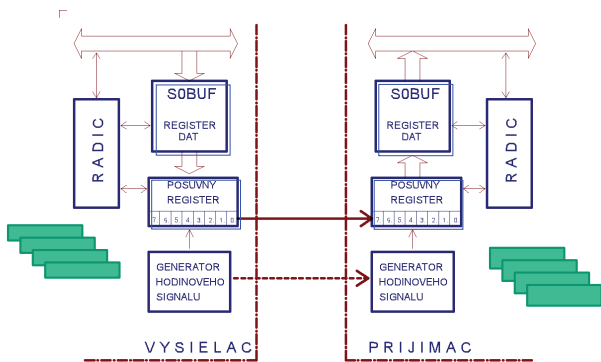 S0BUF
REGISTER
DAT
RADIC
POSUVNY
REGISTER
7 6 5 4 3 2 1 0
GENERATOR
HODINOVEHO
SIGNALU
VYSIELAC
S0BUF
REGISTER
DAT
RADIC
POSUVNY
REGISTER
7 6 5 4 3 2 1 0
GENERATOR
HODINOVEHO
SIGNALU
PRIJIMAC